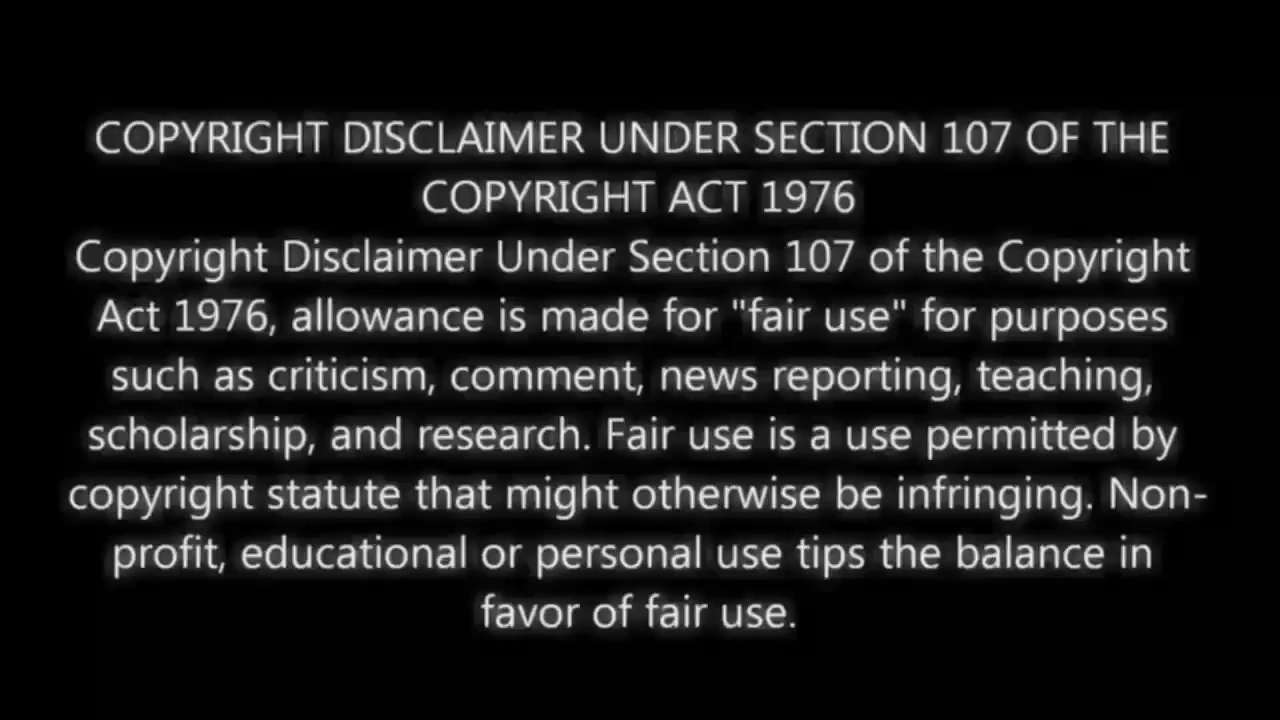 COPYRIGHT DISCLAIMER UNDER SECTION 107 OF THE
COPYRIGHT ACT 1976
Copyright Disclaimer Under Section 107 of the Copyright
Act 1976, allowance is made for "fair use" for purposes
such as criticism, comment, news reporting, teaching,
scholarship, and research. Fair use is a use permitted by
copyright statute that might otherwise be infringing. Non-
profit, educational or personal use tips the balance in
favor of fair use.